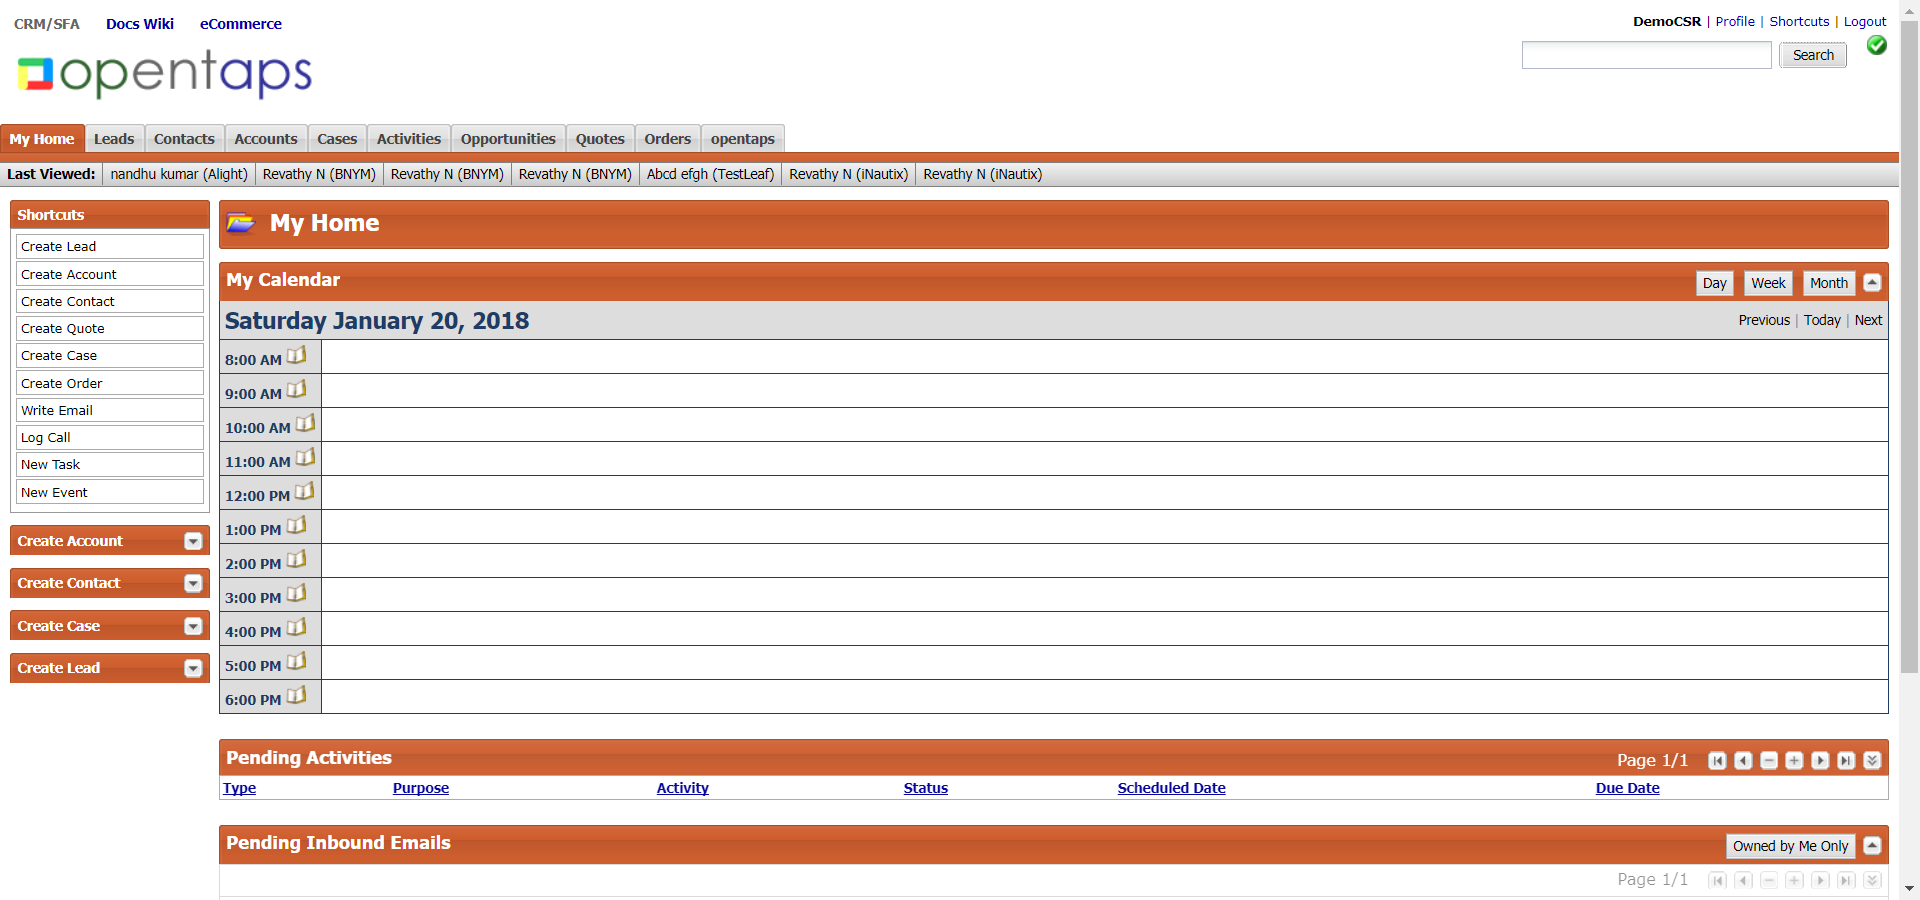 CRM/SFA Docs Wiki eCommerce
DemoCSR | Profile | Shortcuts | Logout
opentaps
Search
My Home Leads Contacts Accounts Cases Activities Opportunities Quotes Orders opentaps
Last Viewed: nandhu kumar (Alight) Revathy N (BNYM) Revathy N (BNYM) Revathy N (BNYM) Abcd efgh (TestLeaf) Revathy N (iNautix) Revathy N (iNautix)
Shortcuts
Create Lead
Create Account
Create Contact
Create Quote
Create Case
Create Order
Write Email
Log Call
New Task
New Event
Create Account
Create Contact
Create Case
Create Lead
My Home
My Calendar
Day Week Month
Saturday January 20, 2018
Previous | Today | Next
8:00 AM
9:00 AM
10:00 AM
11:00 AM
12:00 PM
1:00 PM
2:00 PM
3:00 PM
4:00 PM
5:00 PM
6:00 PM
Pending Activities
Page 1/1
Type Purpose Activity Status Scheduled Date Due Date
Pending Inbound Emails
Owned by Me Only
Page 1/1